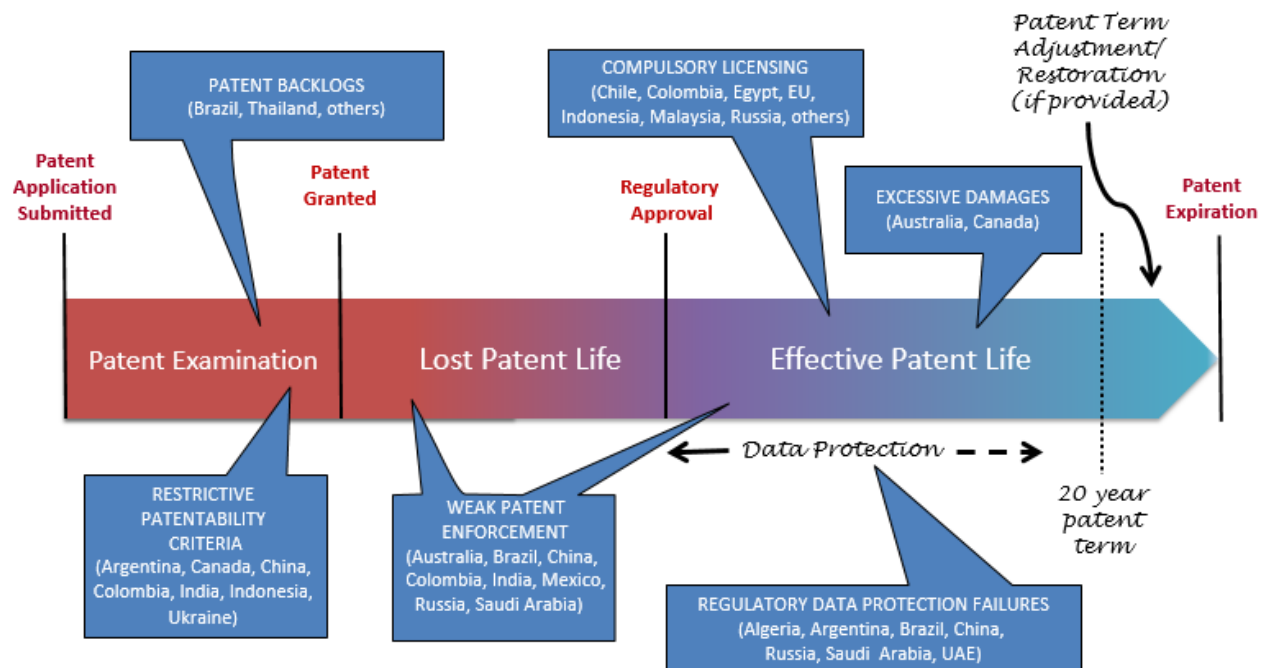 PATENT BACKLOGS
(Brazil, Thailand, others)
COMPULSORY LICENSING
(Chile, Colombia, Egypt, EU,
Indonesia, Malaysia, Russia, others)
Patent Term
Adjustment/
Restoration
(if provided)
Patent
Application
Submitted
Patent
Granted
Regulatory
Approval
EXCESSIVE DAMAGES
(Australia, Canada)
Patent
Expiration
Patent Examination
Lost Patent Life
Effective Patent Life
Data Protection
20 year
patent
term
RESTRICTIVE
PATENTABILITY
CRITERIA
(Argentina, Canada, China,
Colombia, India, Indonesia,
Ukraine)
WEAK PATENT
ENFORCEMENT
(Australia, Brazil, China,
Colombia, India, Mexico,
Russia, Saudi Arabia)
REGULATORY DATA PROTECTION FAILURES
(Algeria, Argentina, Brazil, China,
Russia, Saudi Arabia, UAE)